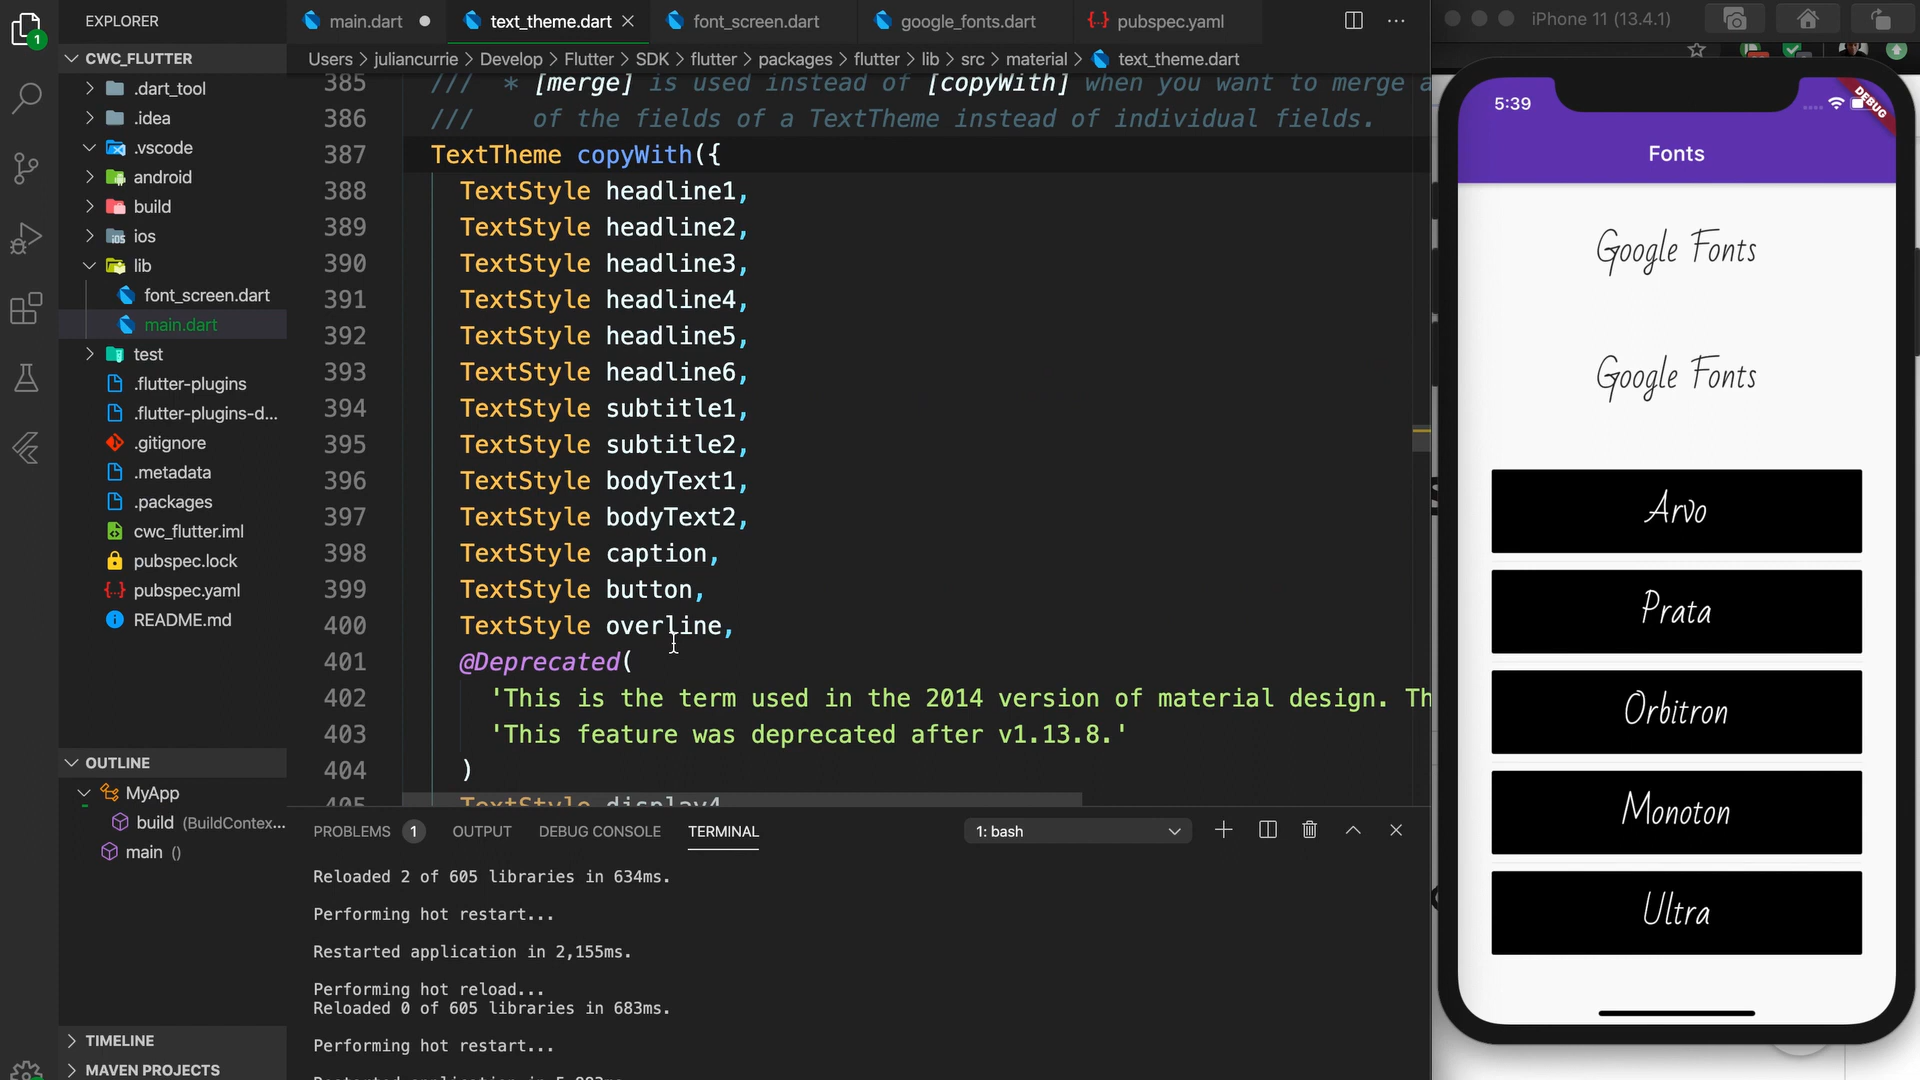 EXPLORER
main.dart
text_theme.dart
font_screen.dart
google_fonts.dart
pubspec.yaml
iPhone 11 (13.4.1)
CWC_FLUTTER
Users > juliancurrie > Develop > Flutter > SDK > flutter > packages > flutter > lib > src > material > text_theme.dart
.dart_tool
.idea
.vscode
android
build
ios
lib
font_screen.dart
main.dart
test
.flutter-plugins
.flutter-plugins-d...
.gitignore
.metadata
.packages
cwc_flutter.iml
pubspec.lock
pubspec.yaml
README.md
OUTLINE
MyApp
build (BuildContex...
main ()
TIMELINE
MAVEN PROJECTS
1
385 /// * [merge] is used instead of [copyWith] when you want to merge a
386 /// of the fields of a TextTheme instead of individual fields.
387 TextTheme copyWith({
388 TextStyle headline1,
389 TextStyle headline2,
390 TextStyle headline3,
391 TextStyle headline4,
392 TextStyle headline5,
393 TextStyle headline6,
394 TextStyle subtitle1,
395 TextStyle subtitle2,
396 TextStyle bodyText1,
397 TextStyle bodyText2,
398 TextStyle caption,
399 TextStyle button,
400 TextStyle overline,
401 @Deprecated(
402 'This is the term used in the 2014 version of material design. Th
403 'This feature was deprecated after v1.13.8.'
404 )
405 TextStyle display4
PROBLEMS 1 OUTPUT DEBUG CONSOLE TERMINAL 1: bash
Reloaded 2 of 605 libraries in 634ms.
Performing hot restart...
Restarted application in 2,155ms.
Performing hot reload...
Reloaded 0 of 605 libraries in 683ms.
Performing hot restart...
5:39
DEBUG
Fonts
Google Fonts
Google Fonts
Arvo
Prata
Orbitron
Monoton
Ultra